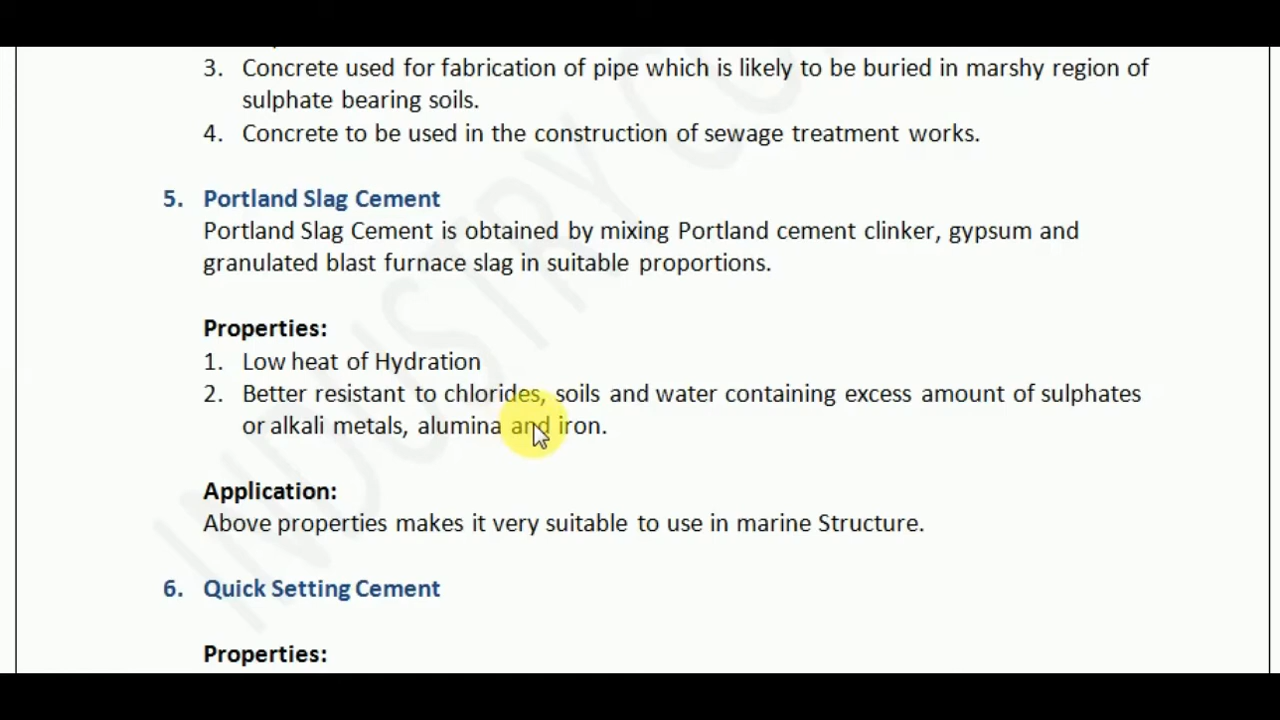 3. Concrete used for fabrication of pipe which is likely to be buried in marshy region of
sulphate bearing soils.
4. Concrete to be used in the construction of sewage treatment works.
5. Portland Slag Cement
Portland Slag Cement is obtained by mixing Portland cement clinker, gypsum and
granulated blast furnace slag in suitable proportions.
Properties:
1. Low heat of Hydration
2. Better resistant to chlorides, soils and water containing excess amount of sulphates
or alkali metals, alumina and iron.
Application:
Above properties makes it very suitable to use in marine Structure.
6. Quick Setting Cement
Properties:
INDUSTRY